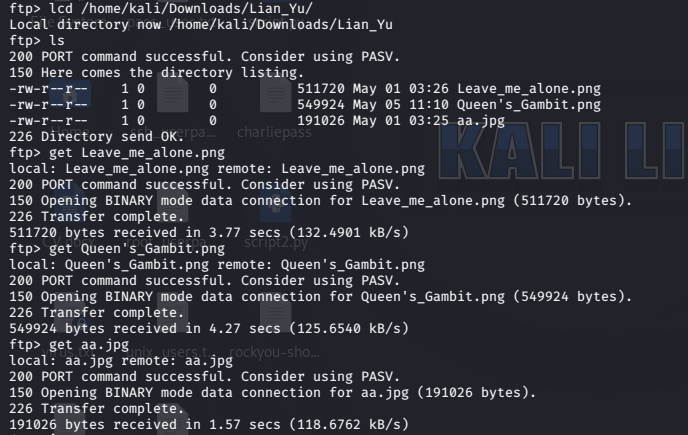 ftp> lcd /home/kali/Downloads/Lian_Yu/
Local directory now /home/kali/Downloads/Lian_Yu
ftp> ls
200 PORT command successful. Consider using PASV.
150 Here comes the directory listing.
-rw-r--r--    1 0        0          511720 May 01 03:26 Leave_me_alone.png
-rw-r--r--    1 0        0          549924 May 05 11:10 Queen's_Gambit.png
-rw-r--r--    1 0        0          191026 May 01 03:25 aa.jpg
226 Directory send OK.
charliepass
ftp> get Leave_me_alone.png
local: Leave_me_alone.png remote: Leave_me_alone.png
200 PORT command successful. Consider using PASV.
150 Opening BINARY mode data connection for Leave_me_alone.png (511720 bytes).
226 Transfer complete.
511720 bytes received in 3.77 secs (132.4901 kB/s)
KALI LI
script2.py
ftp> get Queen's_Gambit.png
local: Queen's_Gambit.png remote: Queen's_Gambit.png
200 PORT command successful. Consider using PASV.
150 Opening BINARY mode data connection for Queen's_Gambit.png (549924 bytes).
226 Transfer complete.
549924 bytes received in 4.27 secs (125.6540 kB/s)
ftp> get aa.jpg
unix_users.t...
rockyou-sho...
local: aa.jpg remote: aa.jpg
200 PORT command successful. Consider using PASV.
150 Opening BINARY mode data connection for aa.jpg (191026 bytes).
226 Transfer complete.
191026 bytes received in 1.57 secs (118.6762 kB/s)